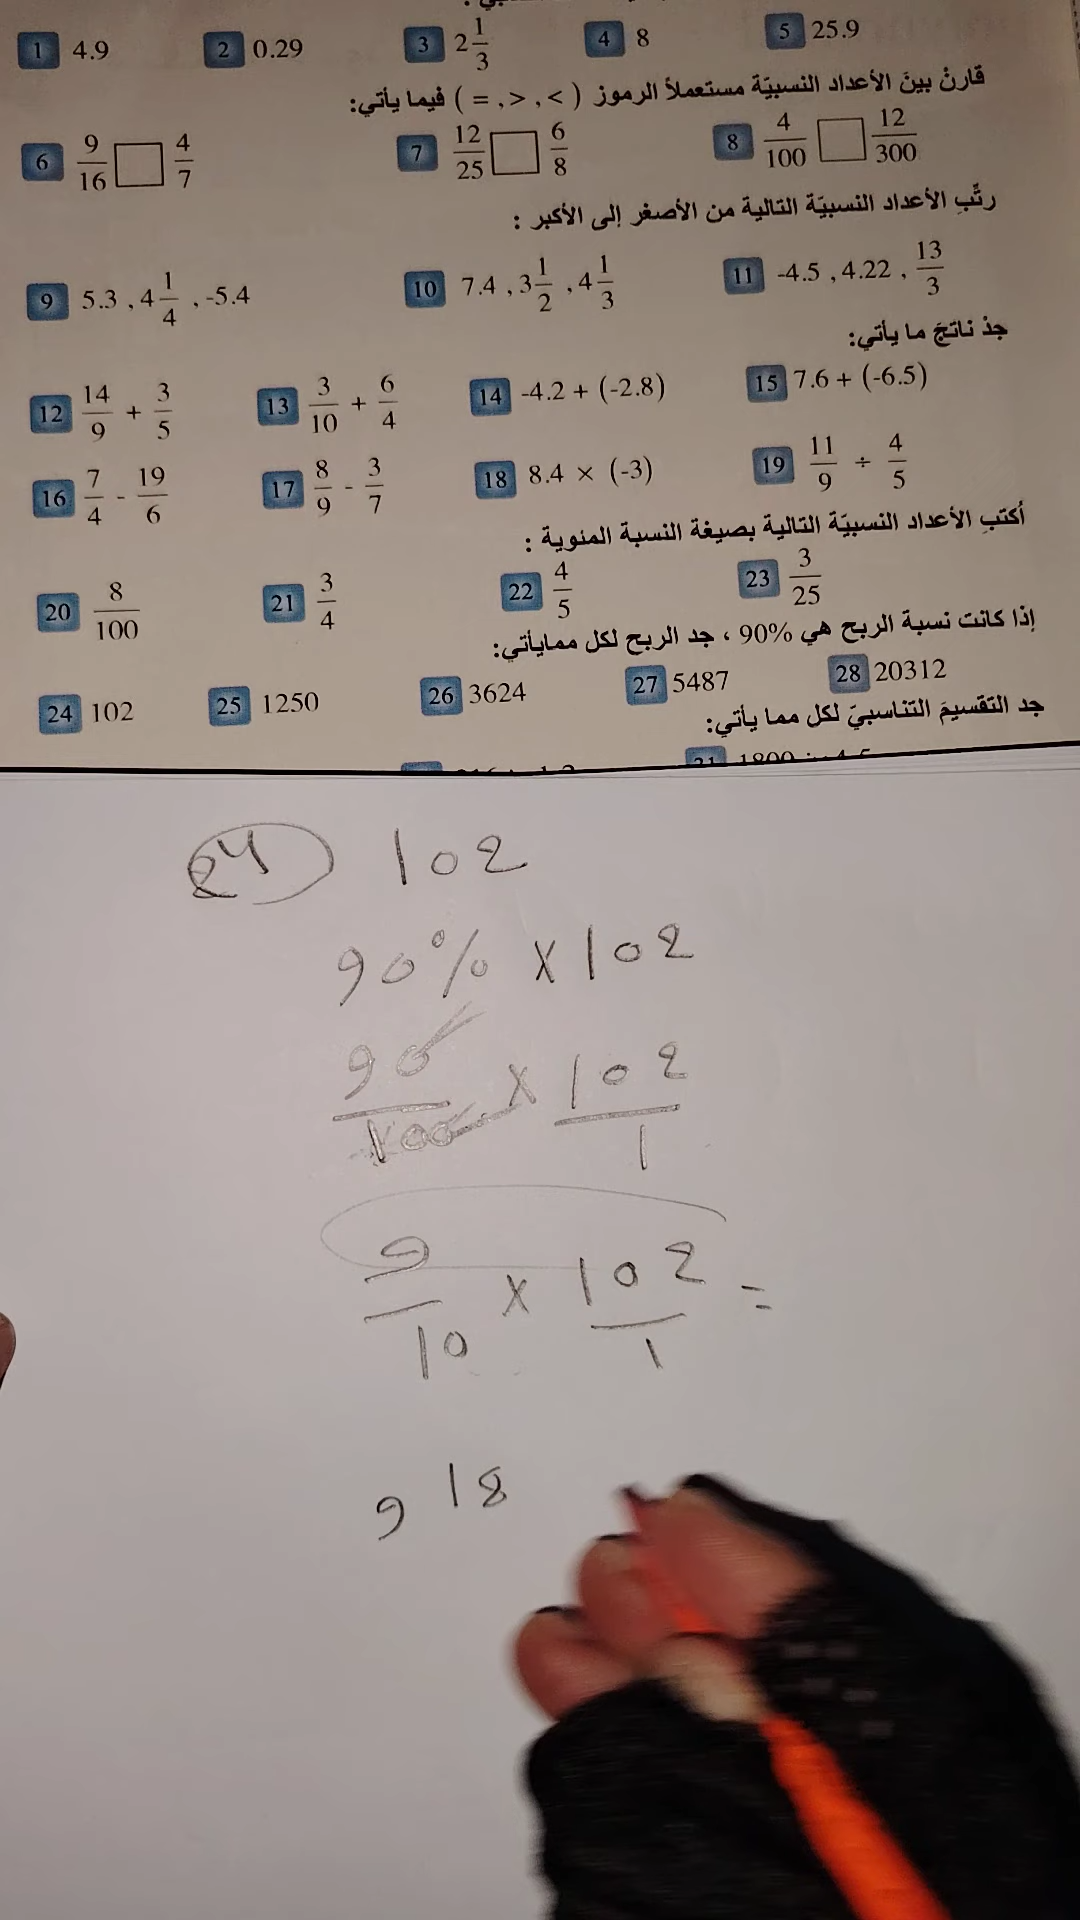 1 4.9 2 0.29 3 2 1/3 4 8 5 25.9
قارنْ بينَ الأعداد النسبيّة مستعملاً الرموز ( < ، > ، = ) فيما يأتي:
6 9/16 □ 4/7 7 12/25 □ 6/8 8 4/100 □ 12/300
رتِّبِ الأعداد النسبيّة التالية من الأصغر إلى الأكبر :
9 5.3 , 4 1/4 , -5.4 10 7.4 , 3 1/2 , 4 1/3 11 -4.5 , 4.22 , 13/3
جدْ ناتجَ ما يأتي:
12 14/9 + 3/5 13 3/10 + 6/4 14 -4.2 + (-2.8) 15 7.6 + (-6.5)
16 7/4 - 19/6 17 8/9 - 3/7 18 8.4 × (-3) 19 11/9 ÷ 4/5
أكتبِ الأعداد النسبيّة التالية بصيغة النسبة المئوية :
20 8/100 21 3/4 22 4/5 23 3/25
إذا كانت نسبة الربح هي %90 ، جد الربح لكل ممايأتي:
24 102 25 1250 26 3624 27 5487 28 20312
جد التقسيمَ التناسبيّ لكل مما يأتي:
24 102
90% × 102
90/100 × 102/1
9/10 × 102/1 =
9 18